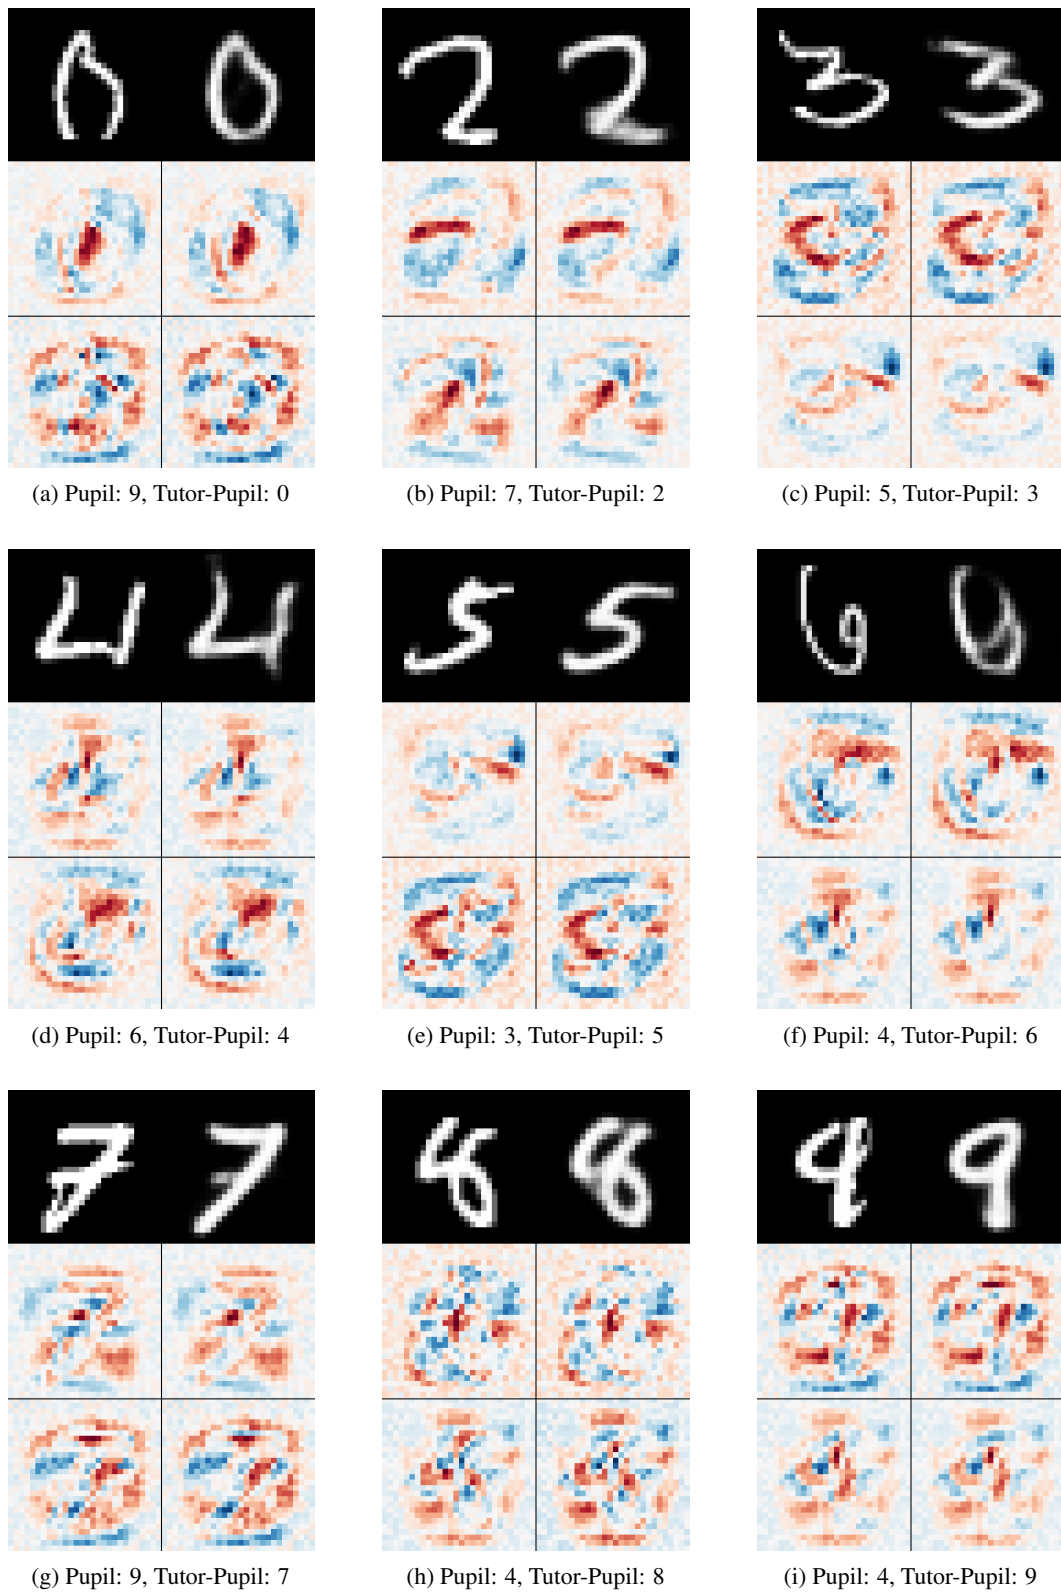 (a) Pupil: 9, Tutor-Pupil: 0
(b) Pupil: 7, Tutor-Pupil: 2
(c) Pupil: 5, Tutor-Pupil: 3
(d) Pupil: 6, Tutor-Pupil: 4
(e) Pupil: 3, Tutor-Pupil: 5
(f) Pupil: 4, Tutor-Pupil: 6
(g) Pupil: 9, Tutor-Pupil: 7
(h) Pupil: 4, Tutor-Pupil: 8
(i) Pupil: 4, Tutor-Pupil: 9